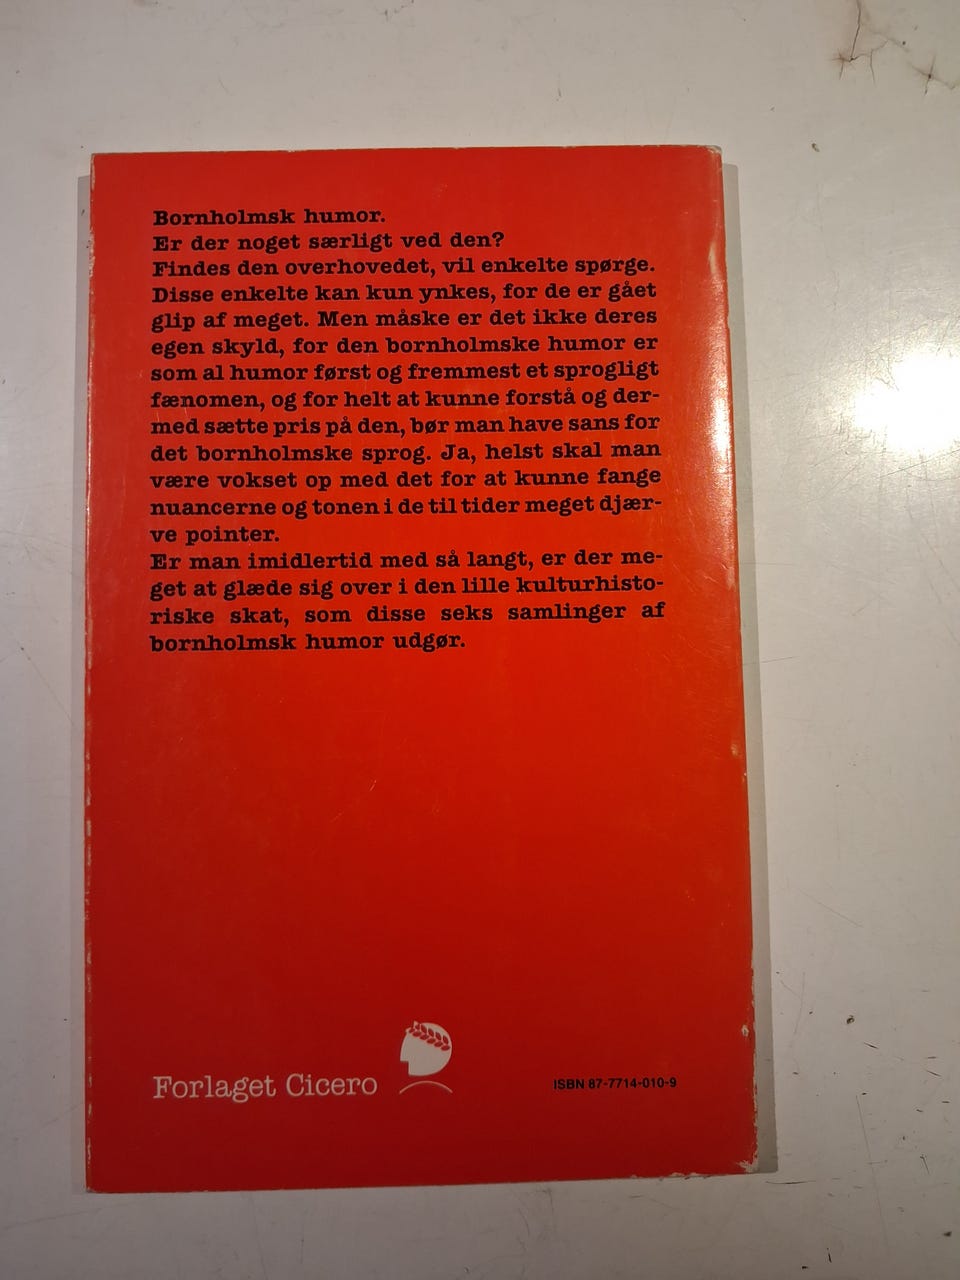 Bornholmsk humor.
Er der noget særligt ved den?
Findes den overhovedet, vil enkelte spørge.
Disse enkelte kan kun ynkes, for de er gået
glip af meget. Men måske er det ikke deres
egen skyld, for den bornholmske humor er
som al humor først og fremmest et sprogligt
fænomen, og for helt at kunne forstå og der-
med sætte pris på den, bør man have sans for
det bornholmske sprog. Ja, helst skal man
være vokset op med det for at kunne fange
nuancerne og tonen i de til tider meget djær-
ve pointer.
Er man imidlertid med så langt, er der me-
get at glæde sig over i den lille kulturhisto-
riske skat, som disse seks samlinger af
bornholmsk humor udgør.
Forlaget Cicero
ISBN 87-7714-010-9